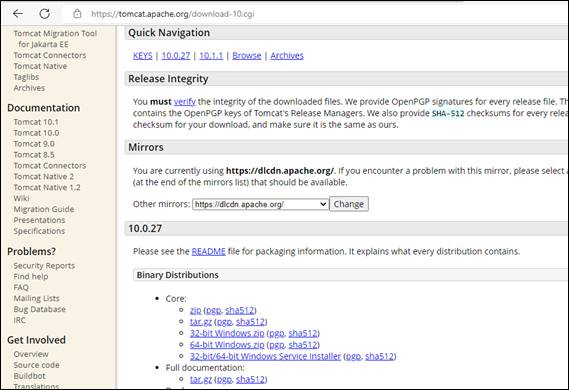 https://tomcat.apache.org/download-10.cgi
Tomcat Migration Tool
for Jakarta EE
Tomcat Connectors
Tomcat Native
Taglibs
Archives
Documentation
Tomcat 10.1
Tomcat 10.0
Tomcat 9.0
Tomcat 8.5
Tomcat Connectors
Tomcat Native 2
Tomcat Native 1.2
Wiki
Migration Guide
Presentations
Specifications
Problems?
Security Reports
Find help
FAQ
Mailing Lists
Bug Database
IRC
Get Involved
Overview
Source code
Buildbot
Translations
Quick Navigation
KEYS | 10.0.27 | 10.1.1 | Browse | Archives
Release Integrity
You must verify the integrity of the downloaded files. We provide OpenPGP signatures for every release file. Th
contains the OpenPGP keys of Tomcat's Release Managers. We also provide SHA-512 checksums for every releas
checksum for your download, and make sure it is the same as ours.
Mirrors
You are currently using https://dlcdn.apache.org/. If you encounter a problem with this mirror, please select a
(at the end of the mirrors list) that should be available.
Other mirrors: https://dlcdn.apache.org/ Change
10.0.27
Please see the README file for packaging information. It explains what every distribution contains.
Binary Distributions
• Core:
◦ zip (pgp, sha512)
◦ tar.gz (pgp, sha512)
◦ 32-bit Windows zip (pgp, sha512)
◦ 64-bit Windows zip (pgp, sha512)
◦ 32-bit/64-bit Windows Service Installer (pgp, sha512)
• Full documentation:
◦ tar.gz (pgp, sha512)